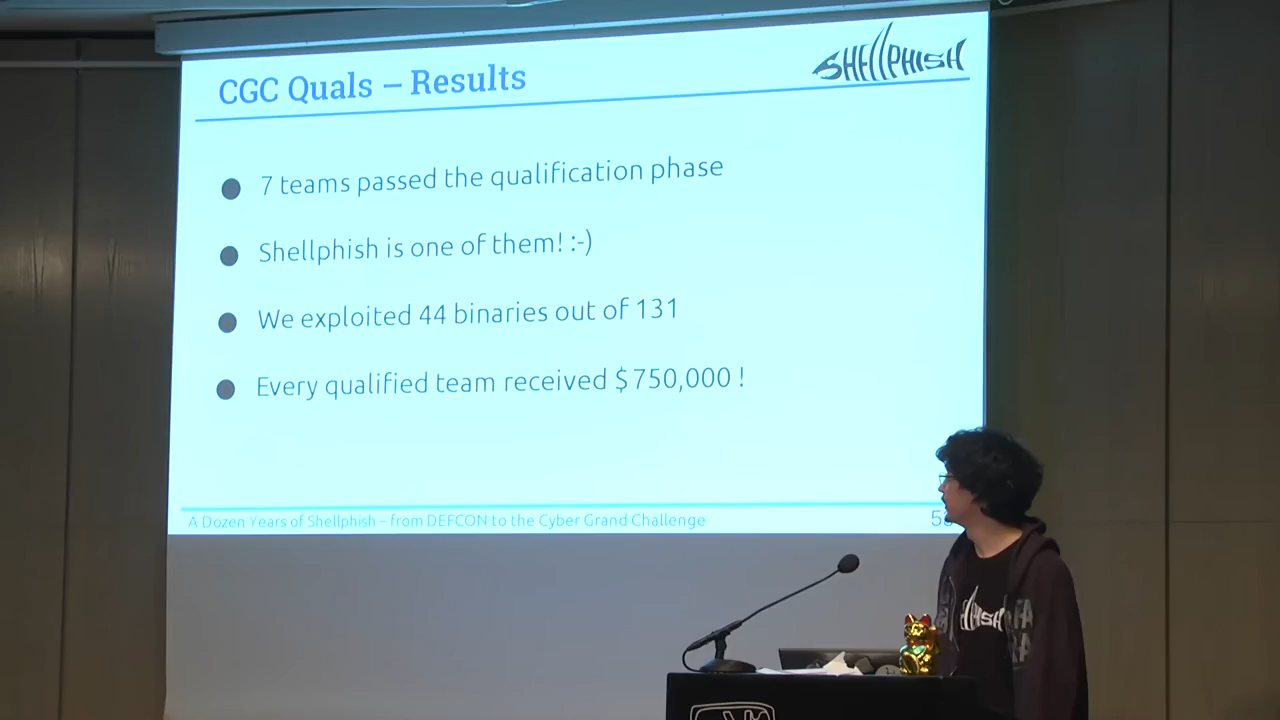 CGC Quals – Results
SHELLPHISH
7 teams passed the qualification phase
Shellphish is one of them! :-)
We exploited 44 binaries out of 131
Every qualified team received $750,000 !
A Dozen Years of Shellphish – from DEFCON to the Cyber Grand Challenge